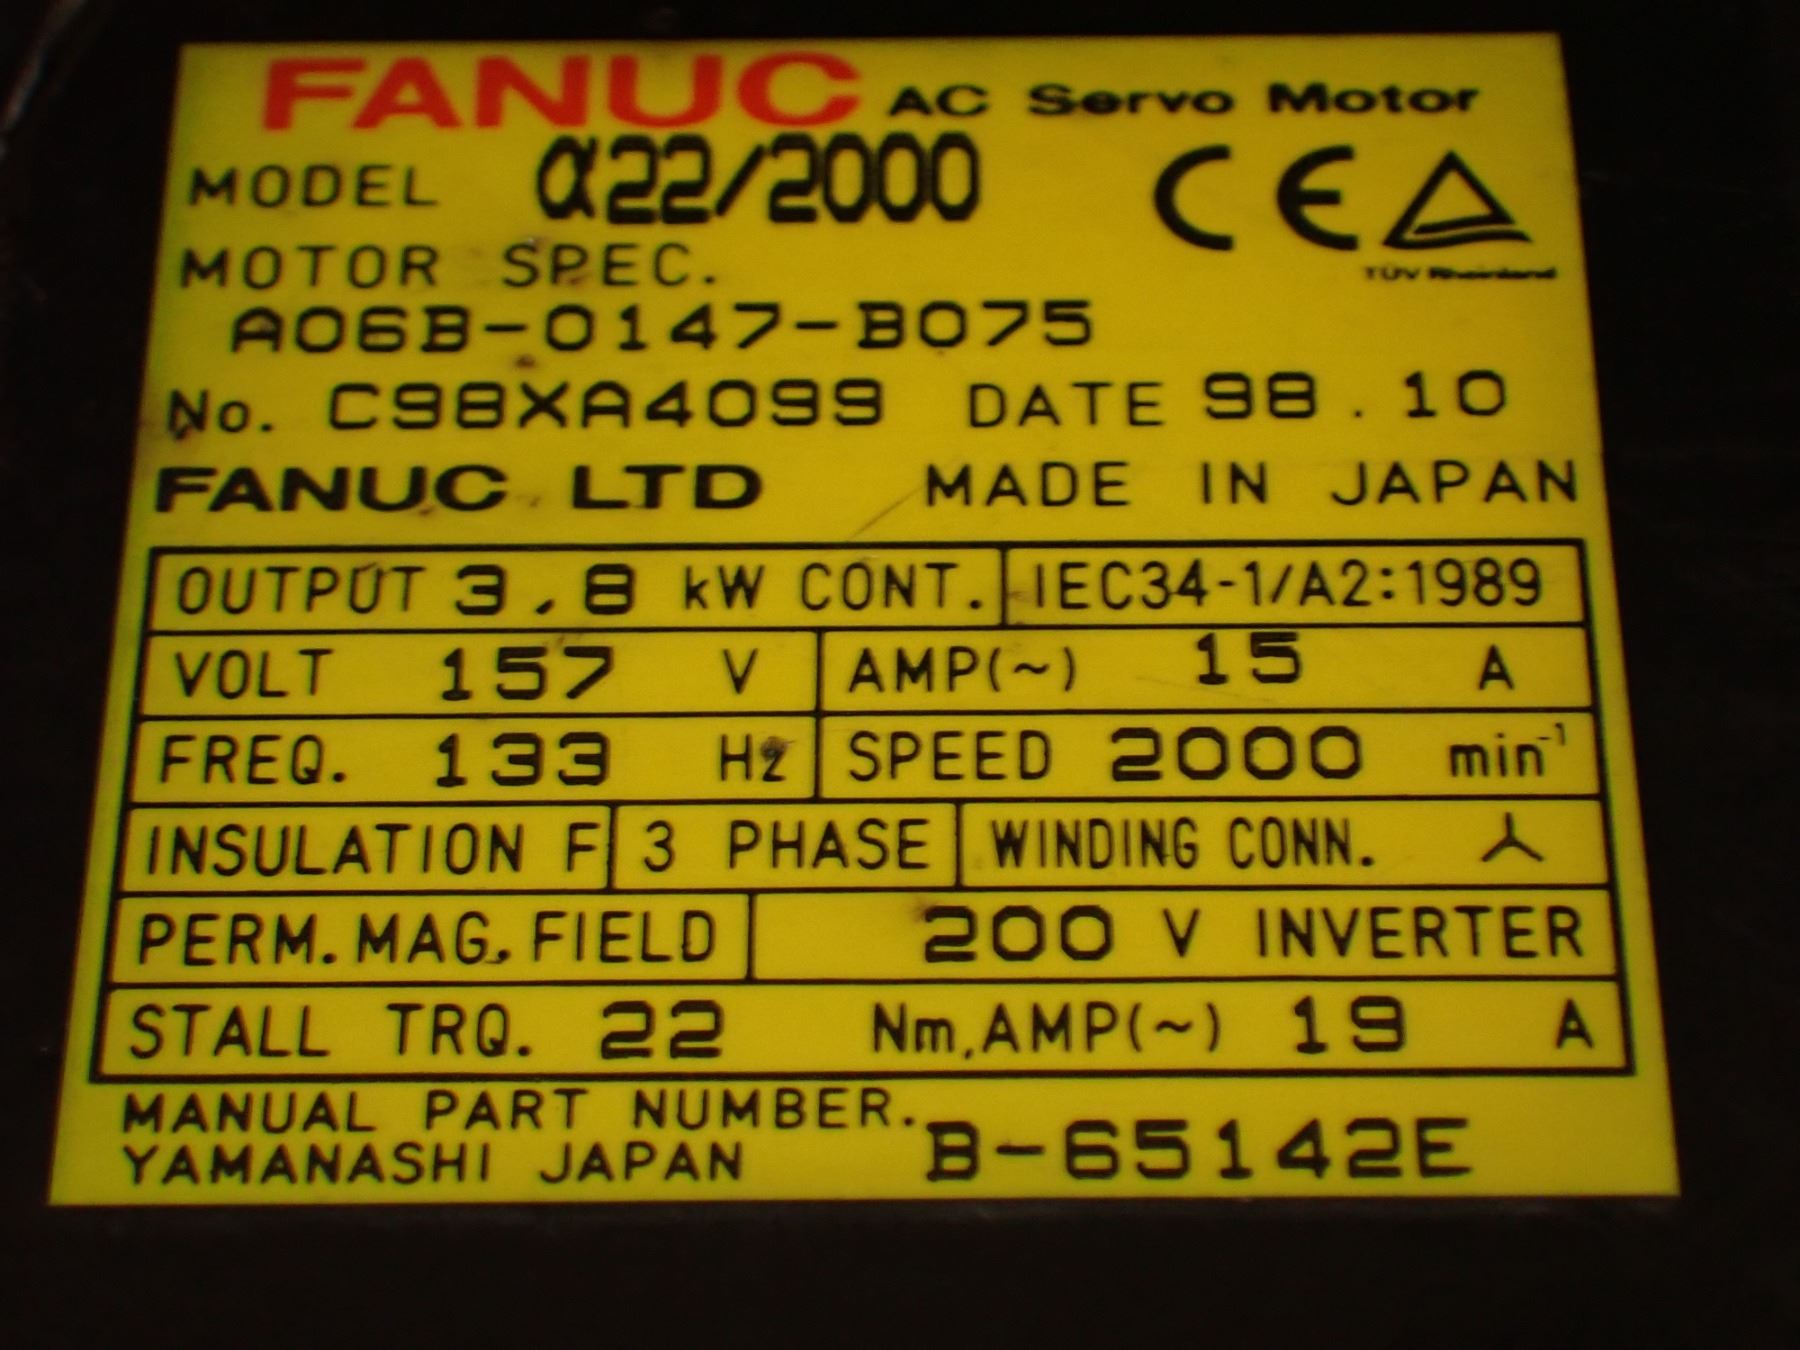 FANUC AC Servo Motor
MODEL α22/2000
CE
TÜV Rheinland
MOTOR SPEC.
A06B-0147-B075
No. C98XA4099 DATE 98.10
FANUC LTD MADE IN JAPAN
OUTPUT 3.8 kW CONT. IEC34-1/A2:1989
VOLT 157 V AMP(~) 15 A
FREQ. 133 Hz SPEED 2000 min⁻¹
INSULATION F 3 PHASE WINDING CONN.
PERM.MAG.FIELD 200 V INVERTER
STALL TRQ. 22 Nm,AMP(~) 19 A
MANUAL PART NUMBER. B-65142E
YAMANASHI JAPAN